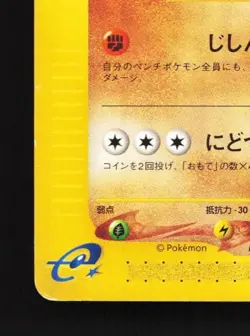 じし
自分のベンチポケモン全員にも、
ダメージ。
にどづ
コインを2回投げ、「おもて」の数×4
弱点 抵抗力 -30
© Pokémon